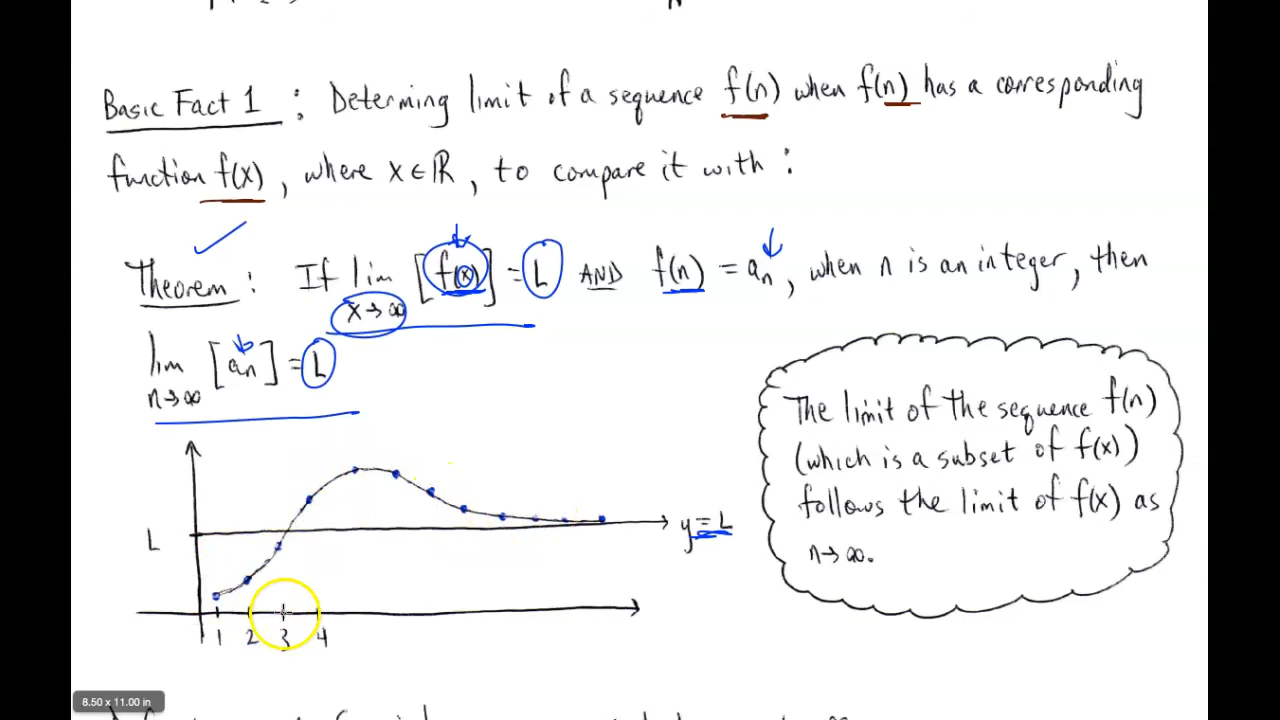 Basic Fact 1 : Determing limit of a sequence f(n) when f(n) has a corresponding
function f(x), where x∈ℝ, to compare it with :
Theorem : If lim [f(x)] = L AND f(n) = an, when n is an integer, then
x→∞
lim [an] = L
n→∞
The limit of the sequence f(n)
(which is a subset of f(x))
follows the limit of f(x) as
n→∞.
L
y=L
1 2 3 4
8.50 x 11.00 in